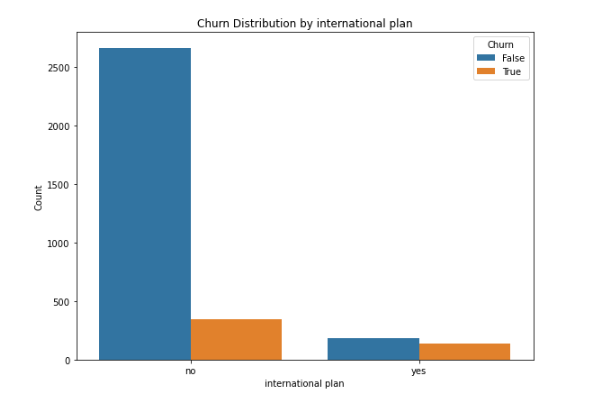 Churn Distribution by international plan
Churn
False
True
2500
2000
1500
1000
500
0
Count
no
yes
international plan